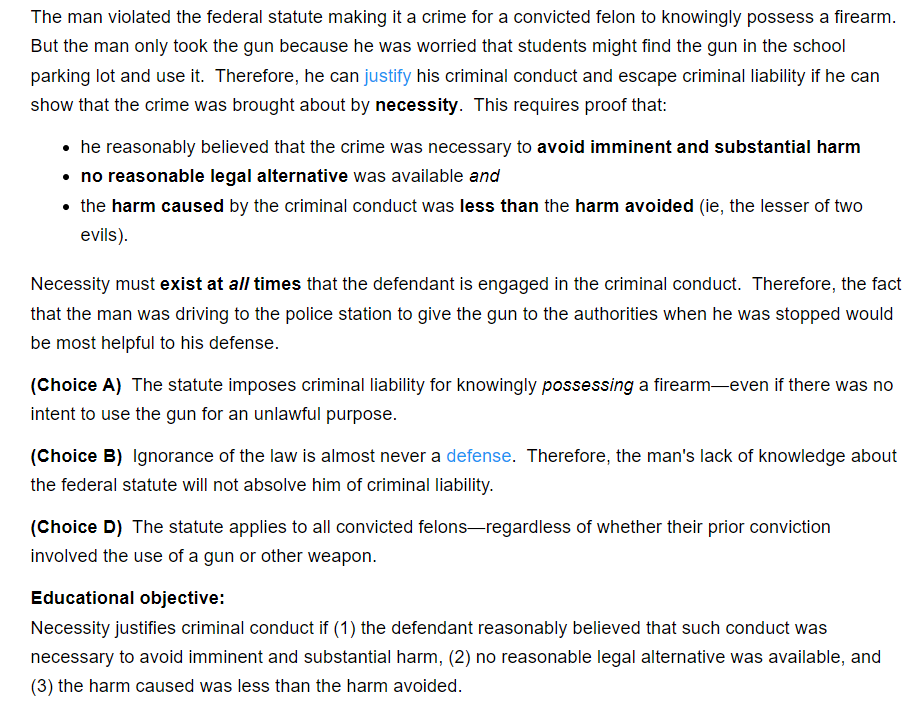 The man violated the federal statute making it a crime for a convicted felon to knowingly possess a firearm.
But the man only took the gun because he was worried that students might find the gun in the school
parking lot and use it.  Therefore, he can justify his criminal conduct and escape criminal liability if he can
show that the crime was brought about by necessity.  This requires proof that:
• he reasonably believed that the crime was necessary to avoid imminent and substantial harm
• no reasonable legal alternative was available and
• the harm caused by the criminal conduct was less than the harm avoided (ie, the lesser of two
evils).
Necessity must exist at all times that the defendant is engaged in the criminal conduct.  Therefore, the fact
that the man was driving to the police station to give the gun to the authorities when he was stopped would
be most helpful to his defense.
(Choice A)  The statute imposes criminal liability for knowingly possessing a firearm—even if there was no
intent to use the gun for an unlawful purpose.
(Choice B)  Ignorance of the law is almost never a defense.  Therefore, the man's lack of knowledge about
the federal statute will not absolve him of criminal liability.
(Choice D)  The statute applies to all convicted felons—regardless of whether their prior conviction
involved the use of a gun or other weapon.
Educational objective:
Necessity justifies criminal conduct if (1) the defendant reasonably believed that such conduct was
necessary to avoid imminent and substantial harm, (2) no reasonable legal alternative was available, and
(3) the harm caused was less than the harm avoided.